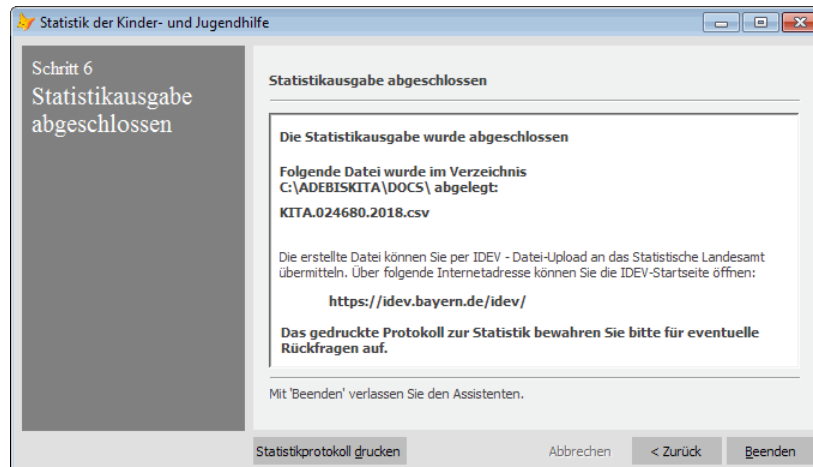 Statistik der Kinder- und Jugendhilfe
Schritt 6
Statistikausgabe
abgeschlossen
Statistikausgabe abgeschlossen
Die Statistikausgabe wurde abgeschlossen
Folgende Datei wurde im Verzeichnis
C:\ADEBISKITA\DOCS\ abgelegt:
KITA.024680.2018.csv
Die erstellte Datei können Sie per IDEV - Datei-Upload an das Statistische Landesamt
übermitteln. Über folgende Internetadresse können Sie die IDEV-Startseite öffnen:
https://idev.bayern.de/idev/
Das gedruckte Protokoll zur Statistik bewahren Sie bitte für eventuelle
Rückfragen auf.
Mit 'Beenden' verlassen Sie den Assistenten.
Statistikprotokoll drucken
Abbrechen
< Zurück
Beenden